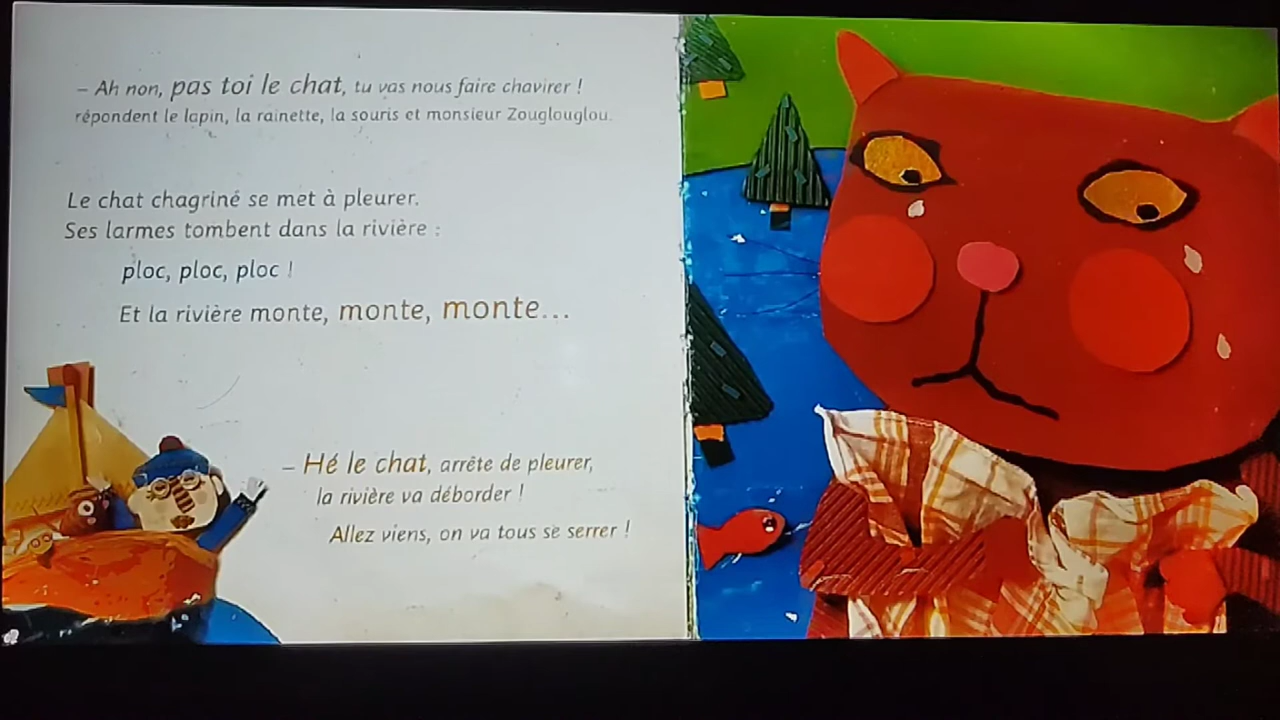 – Ah non, pas toi le chat, tu vas nous faire chavirer !
répondent le lapin, la rainette, la souris et monsieur Zouglouglou.
Le chat chagriné se met à pleurer.
Ses larmes tombent dans la rivière :
ploc, ploc, ploc !
Et la rivière monte, monte, monte...
– Hé le chat, arrête de pleurer,
la rivière va déborder !
Allez viens, on va tous se serrer !